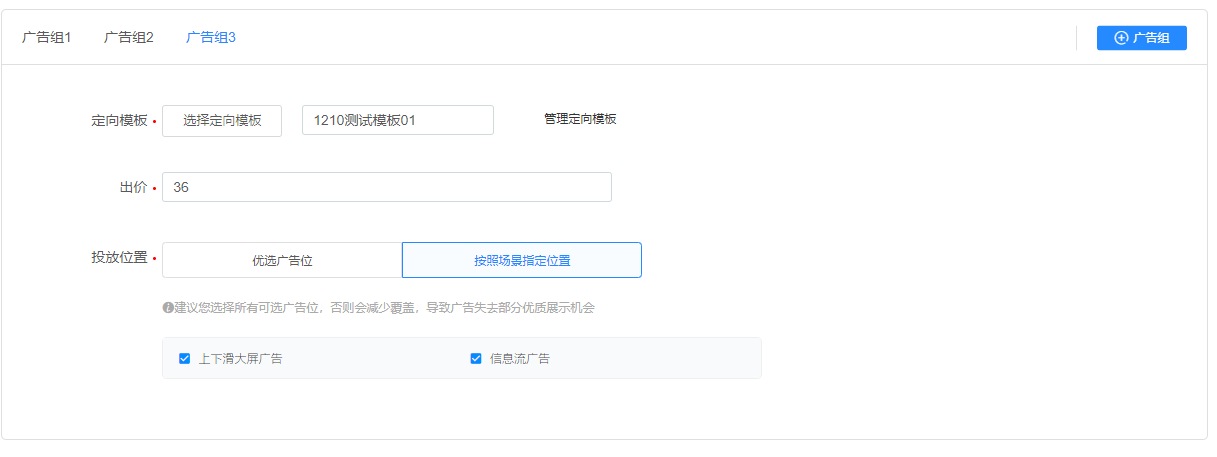 广告组1 广告组2 广告组3 广告组
定向模板 选择定向模板 1210测试模板01 管理定向模板
出价 36
投放位置 优选广告位 按照场景指定位置
建议您选择所有可选广告位，否则会减少覆盖，导致广告失去部分优质展示机会
上下滑大屏广告 信息流广告